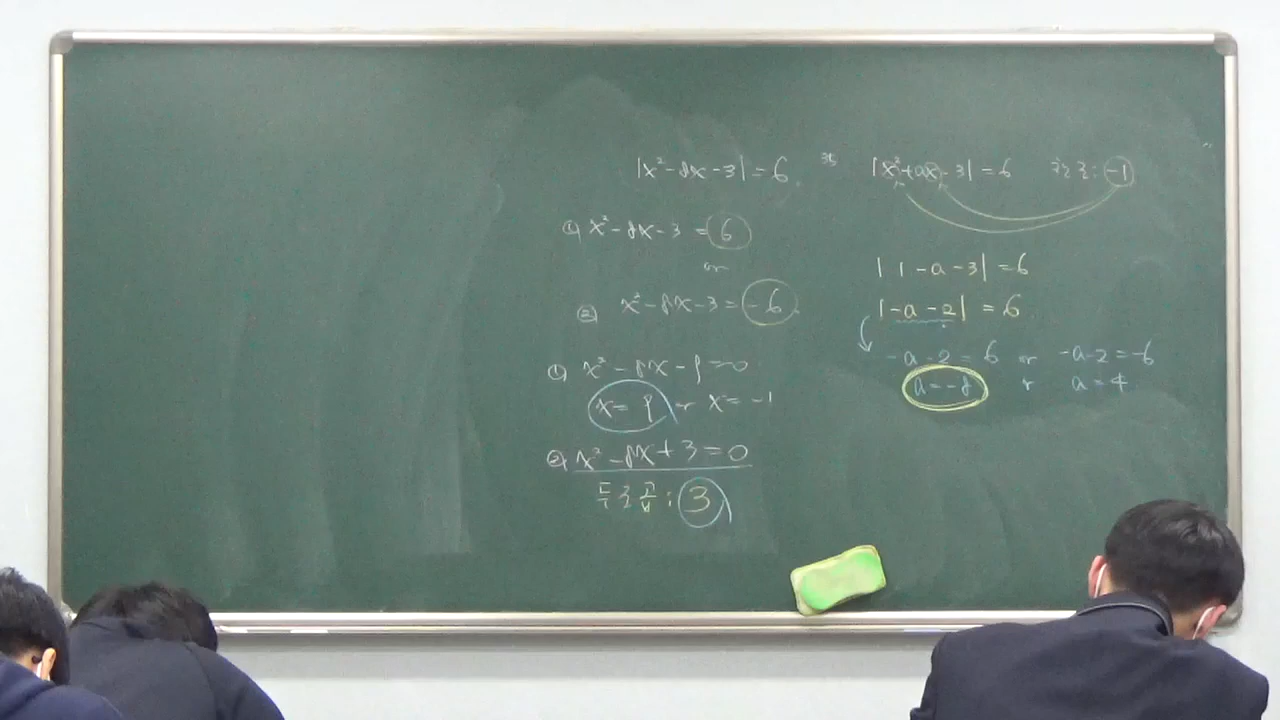 35 |x²+ax-3|=6 한 근 : -1
| 1 - a - 3| = 6
|-a - 2| = 6
-a-2 = 6 or -a-2 = -6
a = -8 or a = 4
|x²-8x-3| = 6
① x²-8x-3 = 6
or
② x²-8x-3 = -6
① x²-8x-9=0
x = 9 or x = -1
② x²-8x+3=0
두 근 곱 : 3